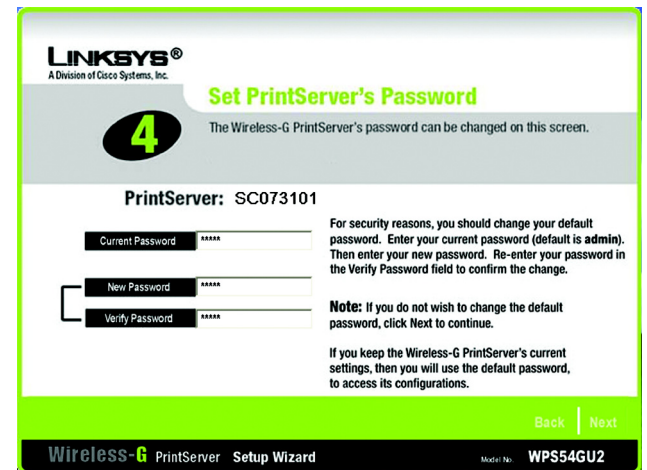 LINKSYS®
A Division of Cisco Systems, Inc.
Set PrintServer's Password
4
The Wireless-G PrintServer's password can be changed on this screen.
PrintServer: SC073101
Current Password *****
New Password *****
Verify Password *****
For security reasons, you should change your default
password. Enter your current password (default is admin).
Then enter your new password. Re-enter your password in
the Verify Password field to confirm the change.
Note: If you do not wish to change the default
password, click Next to continue.
If you keep the Wireless-G PrintServer's current
settings, then you will use the default password,
to access its configurations.
Back Next
Wireless-G PrintServer Setup Wizard
Model No. WPS54GU2